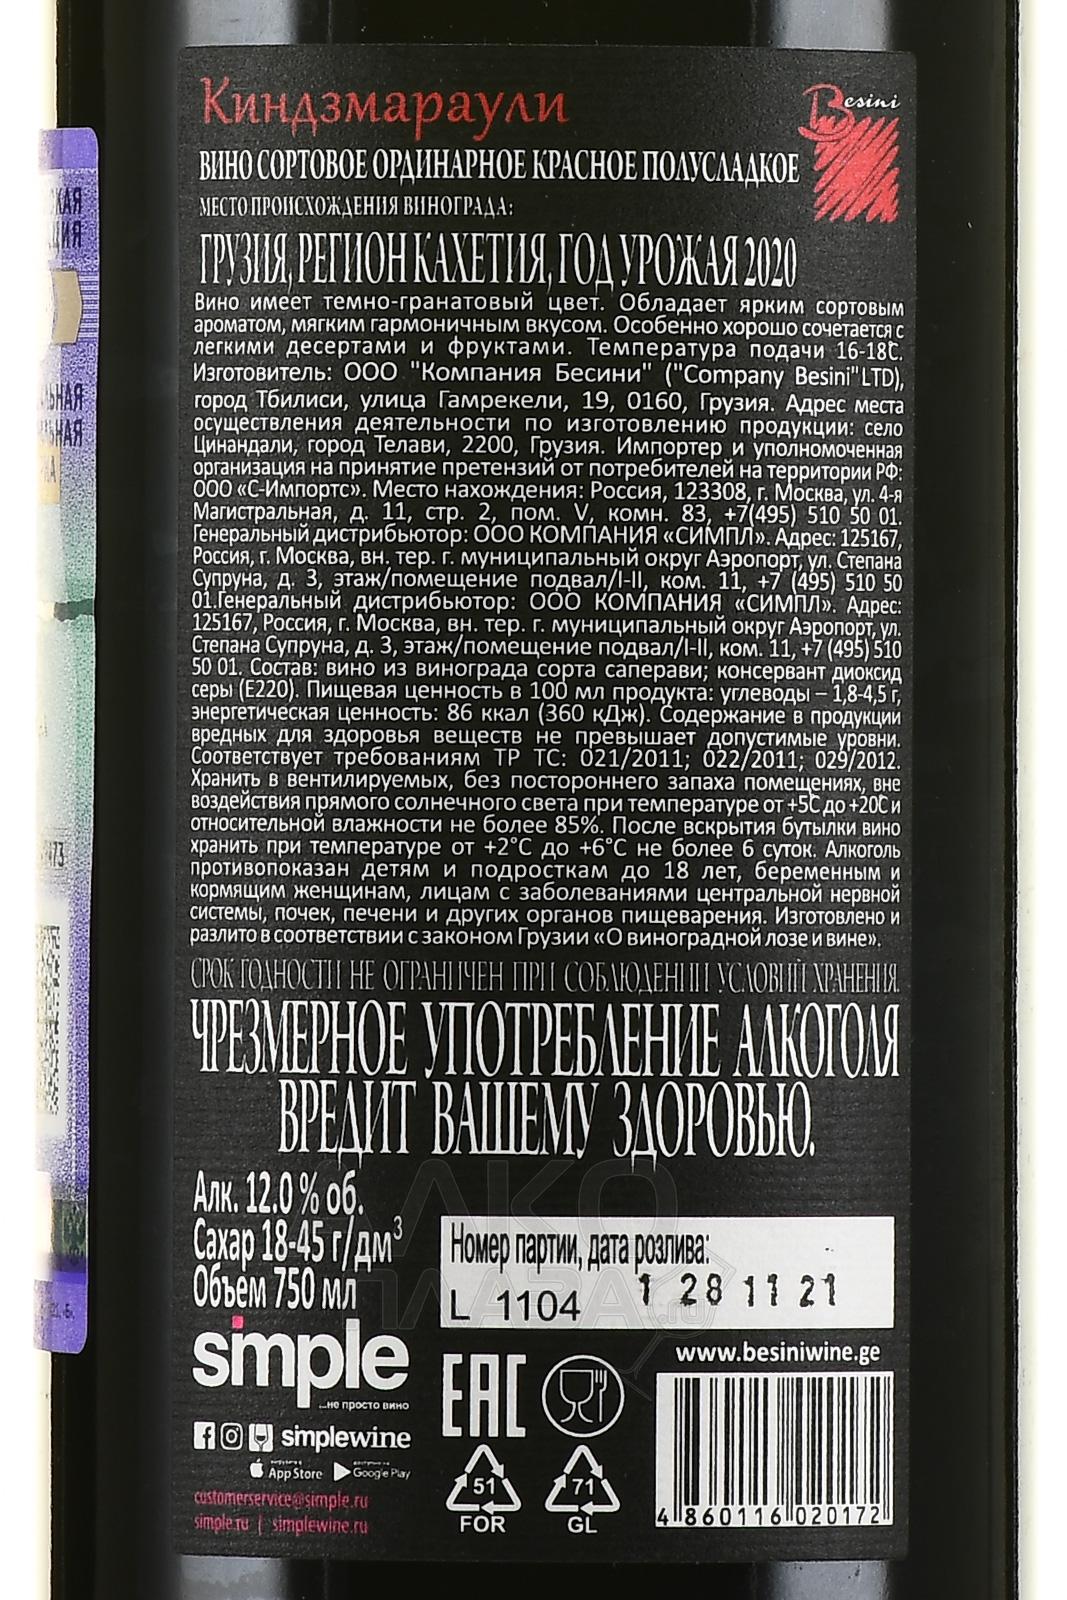 Киндзмараули
Besini
ВИНО СОРТОВОЕ ОРДИНАРНОЕ КРАСНОЕ ПОЛУСЛАДКОЕ
МЕСТО ПРОИСХОЖДЕНИЯ ВИНОГРАДА:
ГРУЗИЯ, РЕГИОН КАХЕТИЯ, ГОД УРОЖАЯ 2020
Вино имеет темно-гранатовый цвет. Обладает ярким сортовым
ароматом, мягким гармоничным вкусом. Особенно хорошо сочетается с
легкими десертами и фруктами. Температура подачи 16-18С.
Изготовитель: ООО "Компания Бесини" ("Company Besini"LTD),
город Тбилиси, улица Гамрекели, 19, 0160, Грузия. Адрес места
осуществления деятельности по изготовлению продукции: село
Цинандали, город Телави, 2200, Грузия. Импортер и уполномоченная
организация на принятие претензий от потребителей на территории РФ:
ООО «С-Импортс». Место нахождения: Россия, 123308, г. Москва, ул. 4-я
Магистральная, д. 11, стр. 2, пом. V, комн. 83, +7(495) 510 50 01.
Генеральный дистрибьютор: ООО КОМПАНИЯ «СИМПЛ». Адрес: 125167,
Россия, г. Москва, вн. тер. г. муниципальный округ Аэропорт, ул. Степана
Супруна, д. 3, этаж/помещение подвал/I-II, ком. 11, +7 (495) 510 50
01.Генеральный дистрибьютор: ООО КОМПАНИЯ «СИМПЛ». Адрес:
125167, Россия, г. Москва, вн. тер. г. муниципальный округ Аэропорт, ул.
Степана Супруна, д. 3, этаж/помещение подвал/I-II, ком. 11, +7 (495) 510
50 01. Состав: вино из винограда сорта саперави; консервант диоксид
серы (Е220). Пищевая ценность в 100 мл продукта: углеводы – 1,8-4,5 г,
энергетическая ценность: 86 ккал (360 кДж). Содержание в продукции
вредных для здоровья веществ не превышает допустимые уровни.
Соответствует требованиям ТР ТС: 021/2011; 022/2011; 029/2012.
Хранить в вентилируемых, без постороннего запаха помещениях, вне
воздействия прямого солнечного света при температуре от +5С до +20С и
относительной влажности не более 85%. После вскрытия бутылки вино
хранить при температуре от +2°С до +6°С не более 6 суток. Алкоголь
противопоказан детям и подросткам до 18 лет, беременным и
кормящим женщинам, лицам с заболеваниями центральной нервной
системы, почек, печени и других органов пищеварения. Изготовлено и
разлито в соответствии с законом Грузии «О виноградной лозе и вине».
СРОК ГОДНОСТИ НЕ ОГРАНИЧЕН ПРИ СОБЛЮДЕНИИ УСЛОВИЙ ХРАНЕНИЯ.
ЧРЕЗМЕРНОЕ УПОТРЕБЛЕНИЕ АЛКОГОЛЯ
ВРЕДИТ ВАШЕМУ ЗДОРОВЬЮ.
Алк. 12.0 % об.
Сахар 18-45 г/дм³
Объем 750 мл
Номер партии, дата розлива:
L 1104 1 28 11 21
simple
...не просто вино
simplewine
App Store Google Play
customerservice@simple.ru
simple.ru | simplewine.ru
www.besiniwine.ge
EAC
51
FOR
71
GL
4 860116 020172
АЛКО
ПЛАЗА.ru